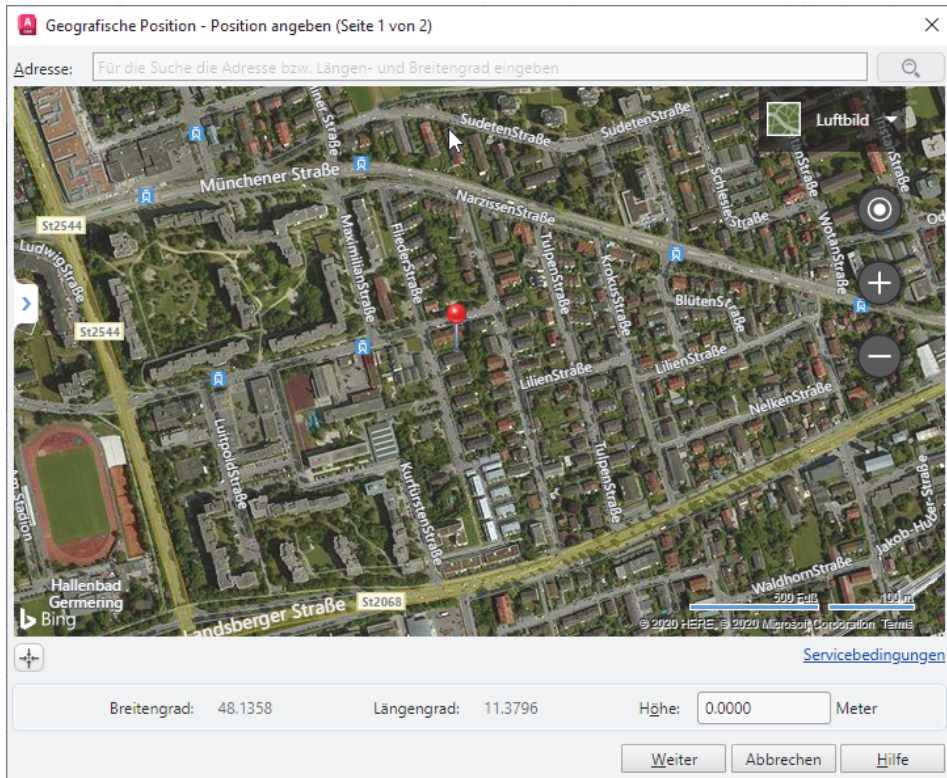 A
CAD
Geografische Position - Position angeben (Seite 1 von 2)
Adresse:
Für die Suche die Adresse bzw. Längen- und Breitengrad eingeben
SudetenStraße
SudetenStraße
Luftbild
Münchener Straße
NarzissenStraße
SchlesierStraße
WotanStraße
St2544
LudwigStraße
MaximilianStraße
FliederStraße
TulpenStraße
KrokusStraße
BlütenStraße
St2544
LilienStraße
LilienStraße
NelkenStraße
LuitpoldStraße
KurfürstenStraße
TulpenStraße
Am Stadion
Jakob-Huber-Straße
WaldhornStraße
Hallenbad
Germering
Bing
Landsberger Straße
St2068
500 Fuß
100 m
© 2020 HERE, © 2020 Microsoft Corporation Terms
Servicebedingungen
Breitengrad: 48.1358
Längengrad: 11.3796
Höhe: 0.0000 Meter
Weiter
Abbrechen
Hilfe